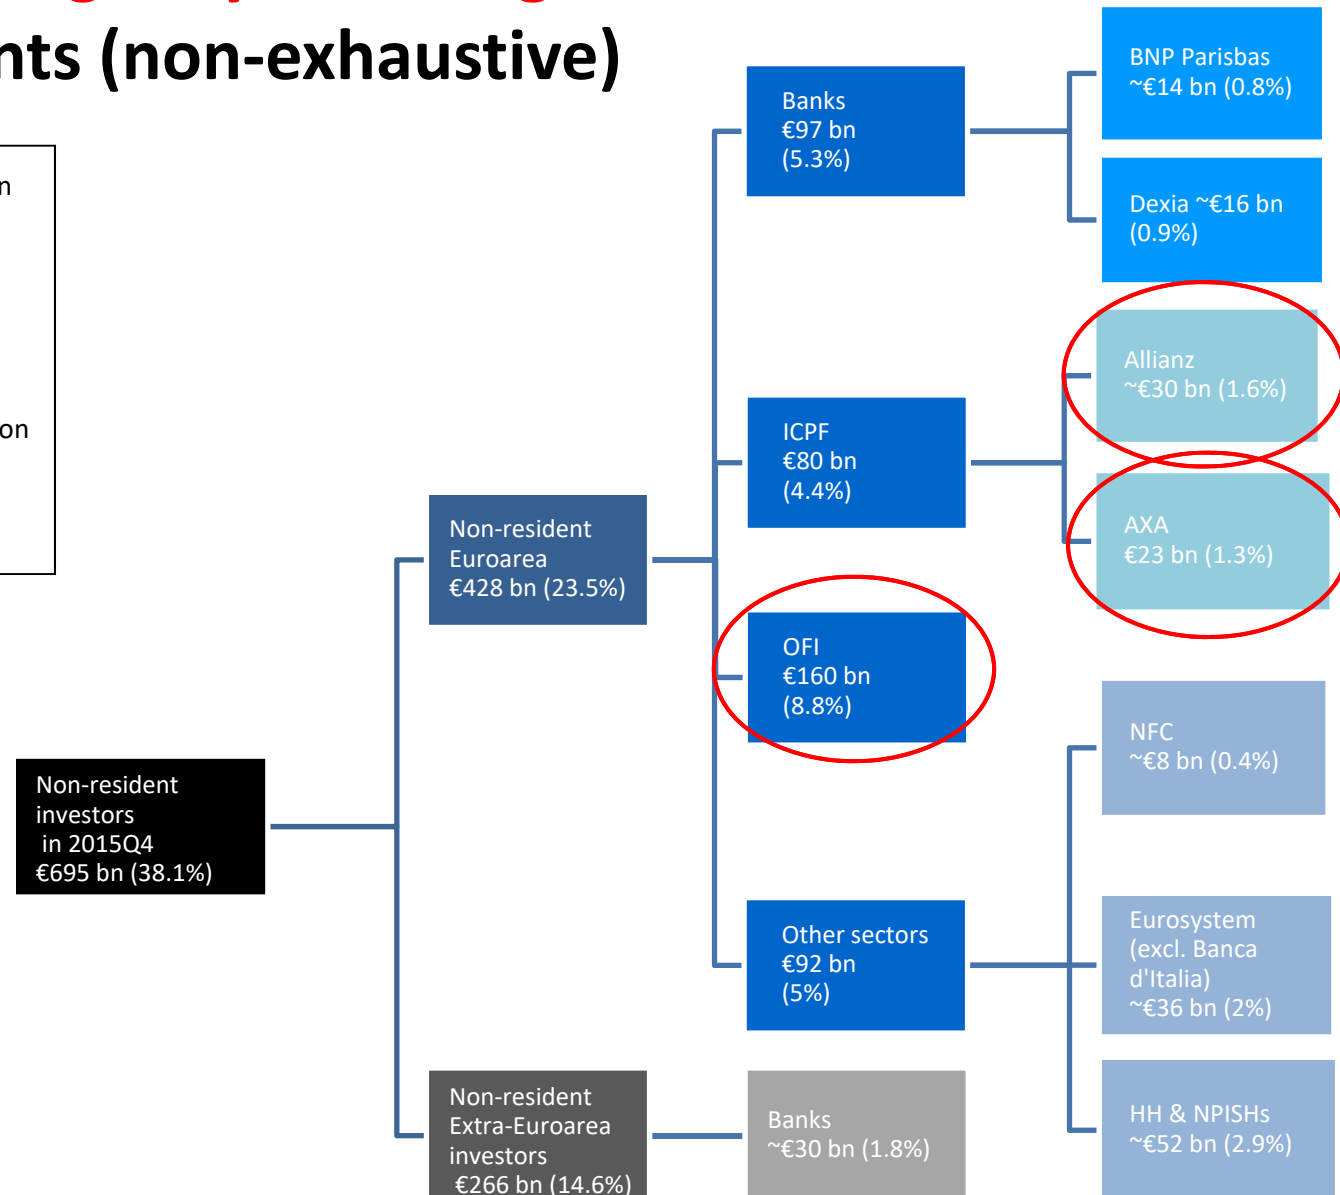 nts (non-exhaustive)
n
on
BNP Parisbas
~€14 bn (0.8%)
Banks
€97 bn
(5.3%)
Dexia ~€16 bn
(0.9%)
Allianz
~€30 bn (1.6%)
ICPF
€80 bn
(4.4%)
AXA
€23 bn (1.3%)
Non-resident
Euroarea
€428 bn (23.5%)
OFI
€160 bn
(8.8%)
NFC
~€8 bn (0.4%)
Non-resident
investors
in 2015Q4
€695 bn (38.1%)
Other sectors
€92 bn
(5%)
Eurosystem
(excl. Banca
d'Italia)
~€36 bn (2%)
HH & NPISHs
~€52 bn (2.9%)
Non-resident
Extra-Euroarea
investors
€266 bn (14.6%)
Banks
~€30 bn (1.8%)